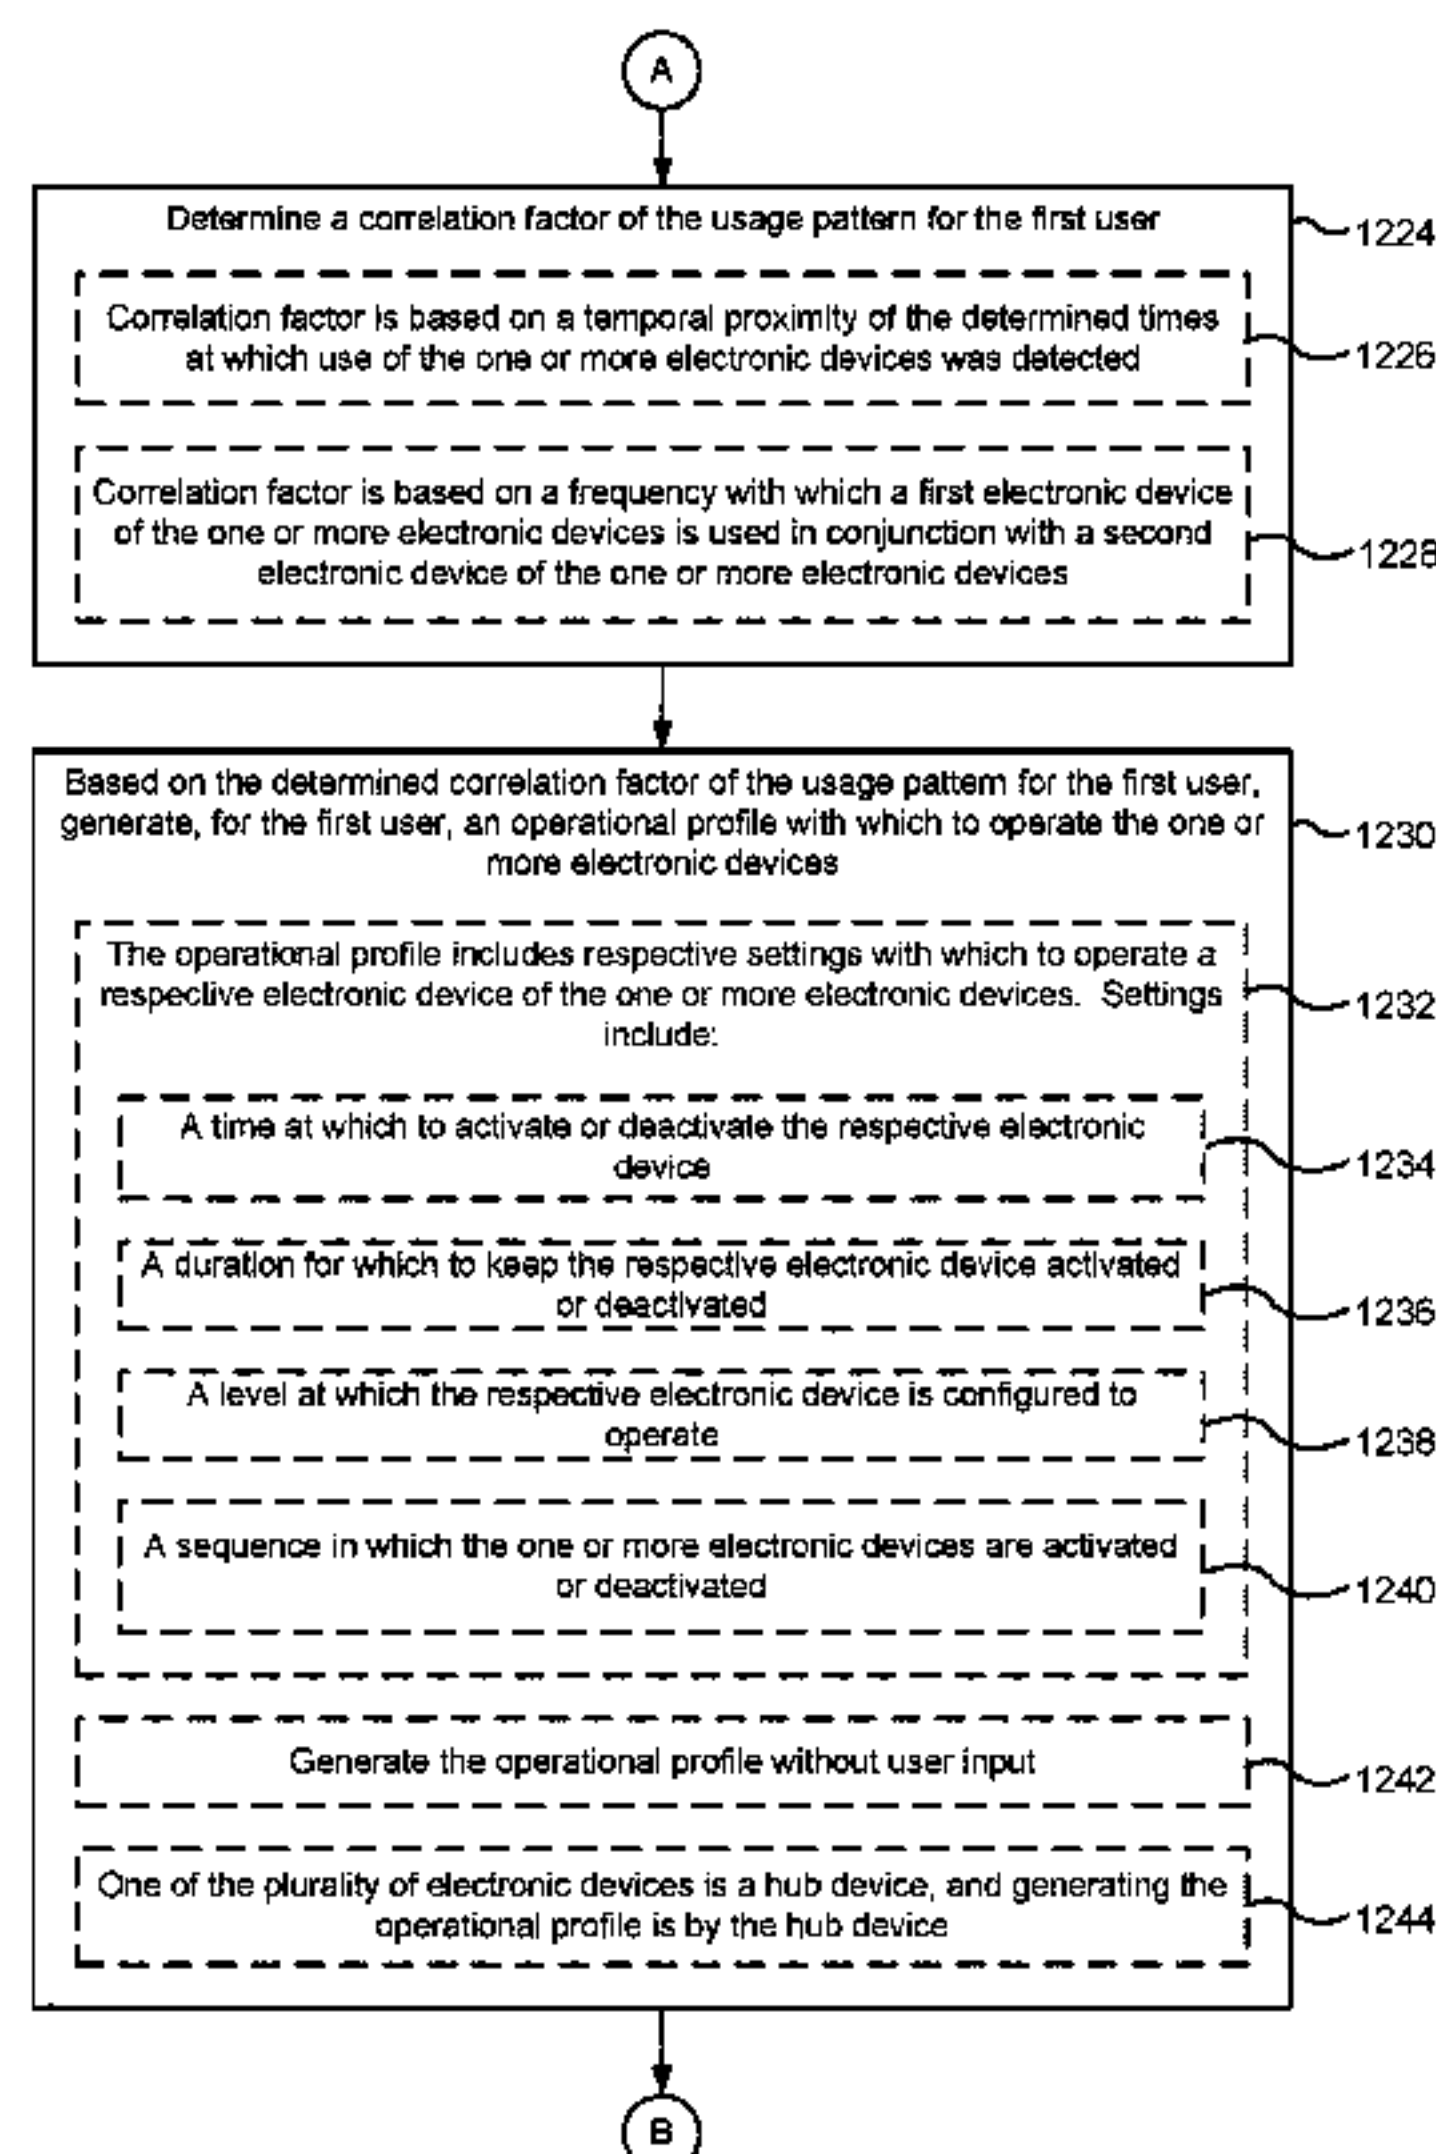 A
Determine a correlation factor of the usage pattern for the first user
1224
Correlation factor is based on a temporal proximity of the determined times
at which use of the one or more electronic devices was detected
1226
Correlation factor is based on a frequency with which a first electronic device
of the one or more electronic devices is used in conjunction with a second
electronic device of the one or more electronic devices
1228
Based on the determined correlation factor of the usage pattern for the first user,
generate, for the first user, an operational profile with which to operate the one or
more electronic devices
1230
The operational profile includes respective settings with which to operate a
respective electronic device of the one or more electronic devices. Settings
include:
1232
A time at which to activate or deactivate the respective electronic
device
1234
A duration for which to keep the respective electronic device activated
or deactivated
1236
A level at which the respective electronic device is configured to
operate
1238
A sequence in which the one or more electronic devices are activated
or deactivated
1240
Generate the operational profile without user input
1242
One of the plurality of electronic devices is a hub device, and generating the
operational profile is by the hub device
1244
B